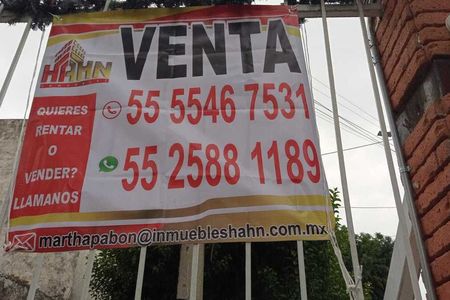 HAHN
VENTA
55 5546 7531
QUIERES
RENTAR
O
VENDER?
LLAMANOS
55 2588 1189
marthapabon@inmuebleshahn.com.mx